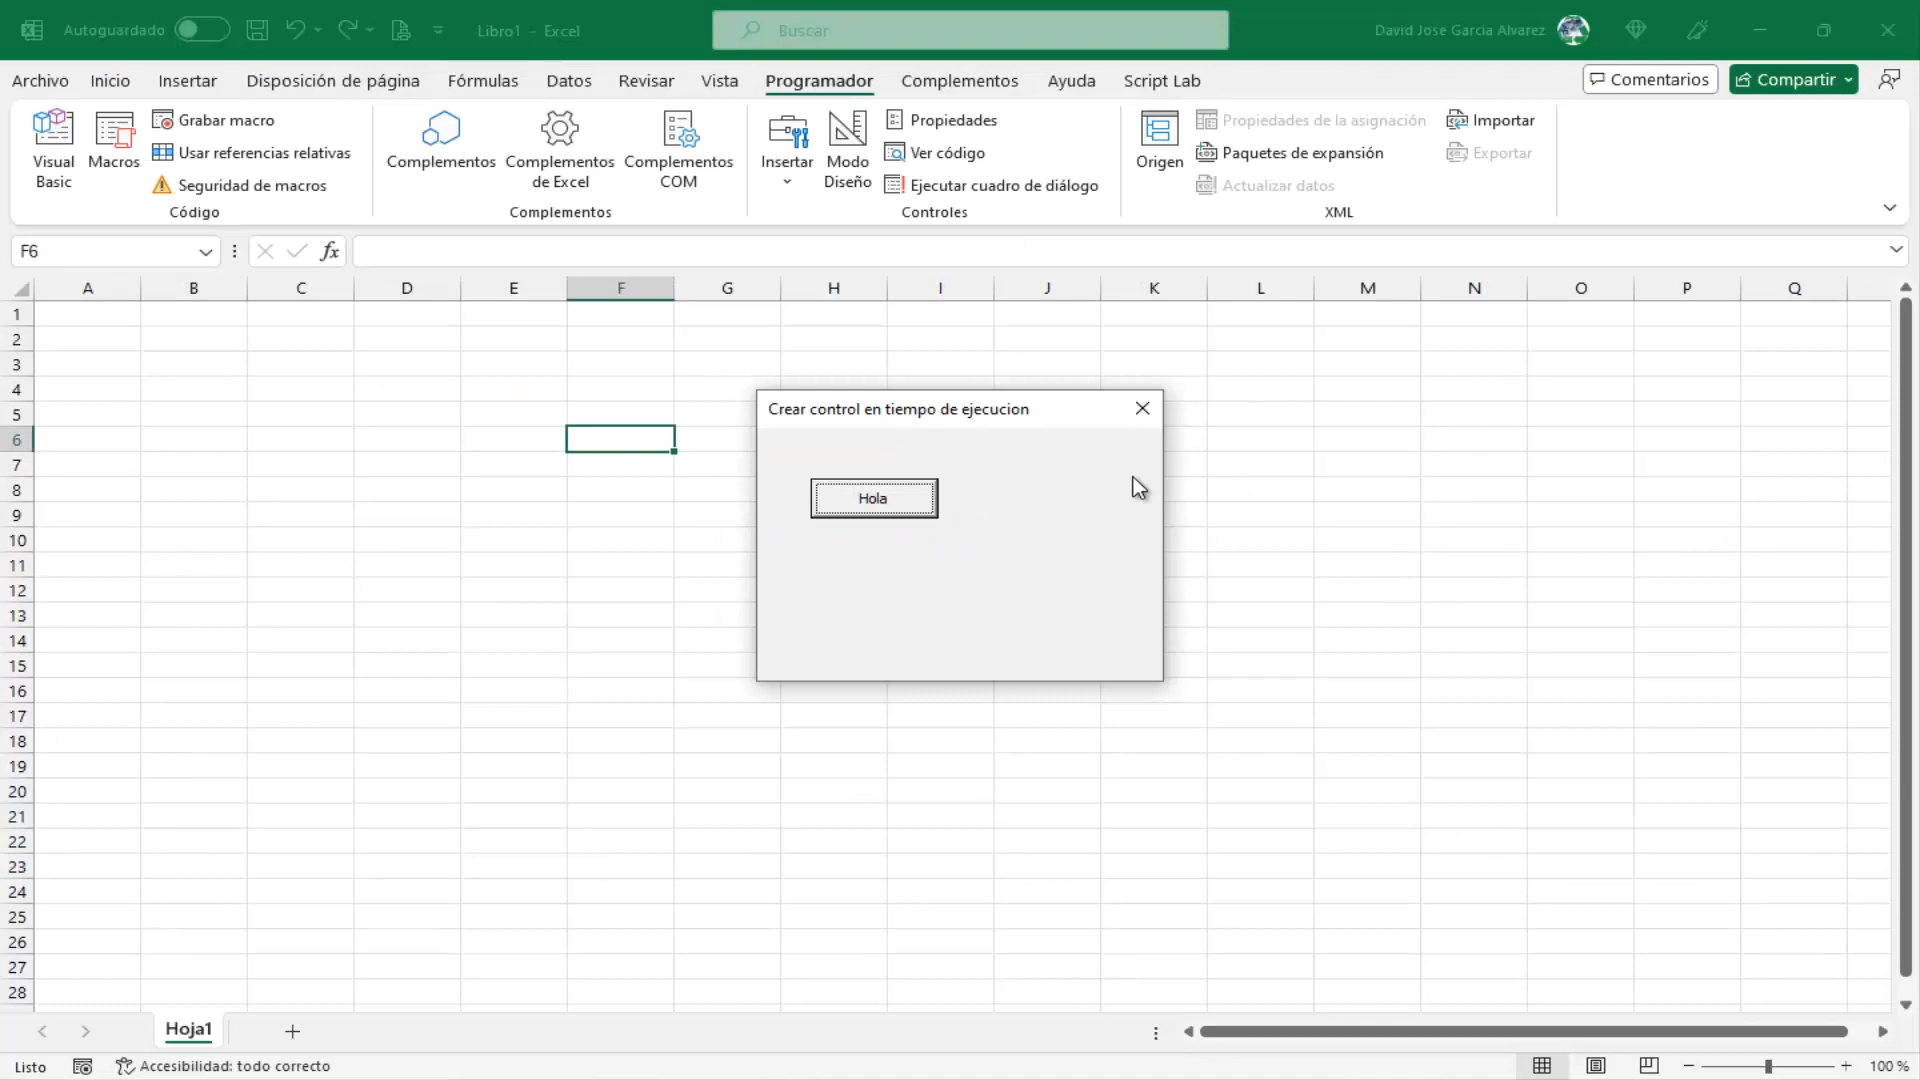 Autoguardado
Libro1 - Excel
Buscar
David Jose Garcia Alvarez
Archivo Inicio Insertar Disposición de página Fórmulas Datos Revisar Vista Programador Complementos Ayuda Script Lab
Comentarios
Compartir
Visual Basic
Macros
Grabar macro
Usar referencias relativas
Seguridad de macros
Código
Complementos
Complementos de Excel
Complementos COM
Complementos
Insertar
Modo Diseño
Propiedades
Ver código
Ejecutar cuadro de diálogo
Controles
Origen
Propiedades de la asignación
Paquetes de expansión
Actualizar datos
Importar
Exportar
XML
F6
fx
A B C D E F G H I J K L M N O P Q
1
2
3
4
5
6
7
8
9
10
11
12
13
14
15
16
17
18
19
20
21
22
23
24
25
26
27
28
Crear control en tiempo de ejecucion
Hola
Hoja1
Listo
Accesibilidad: todo correcto
100 %